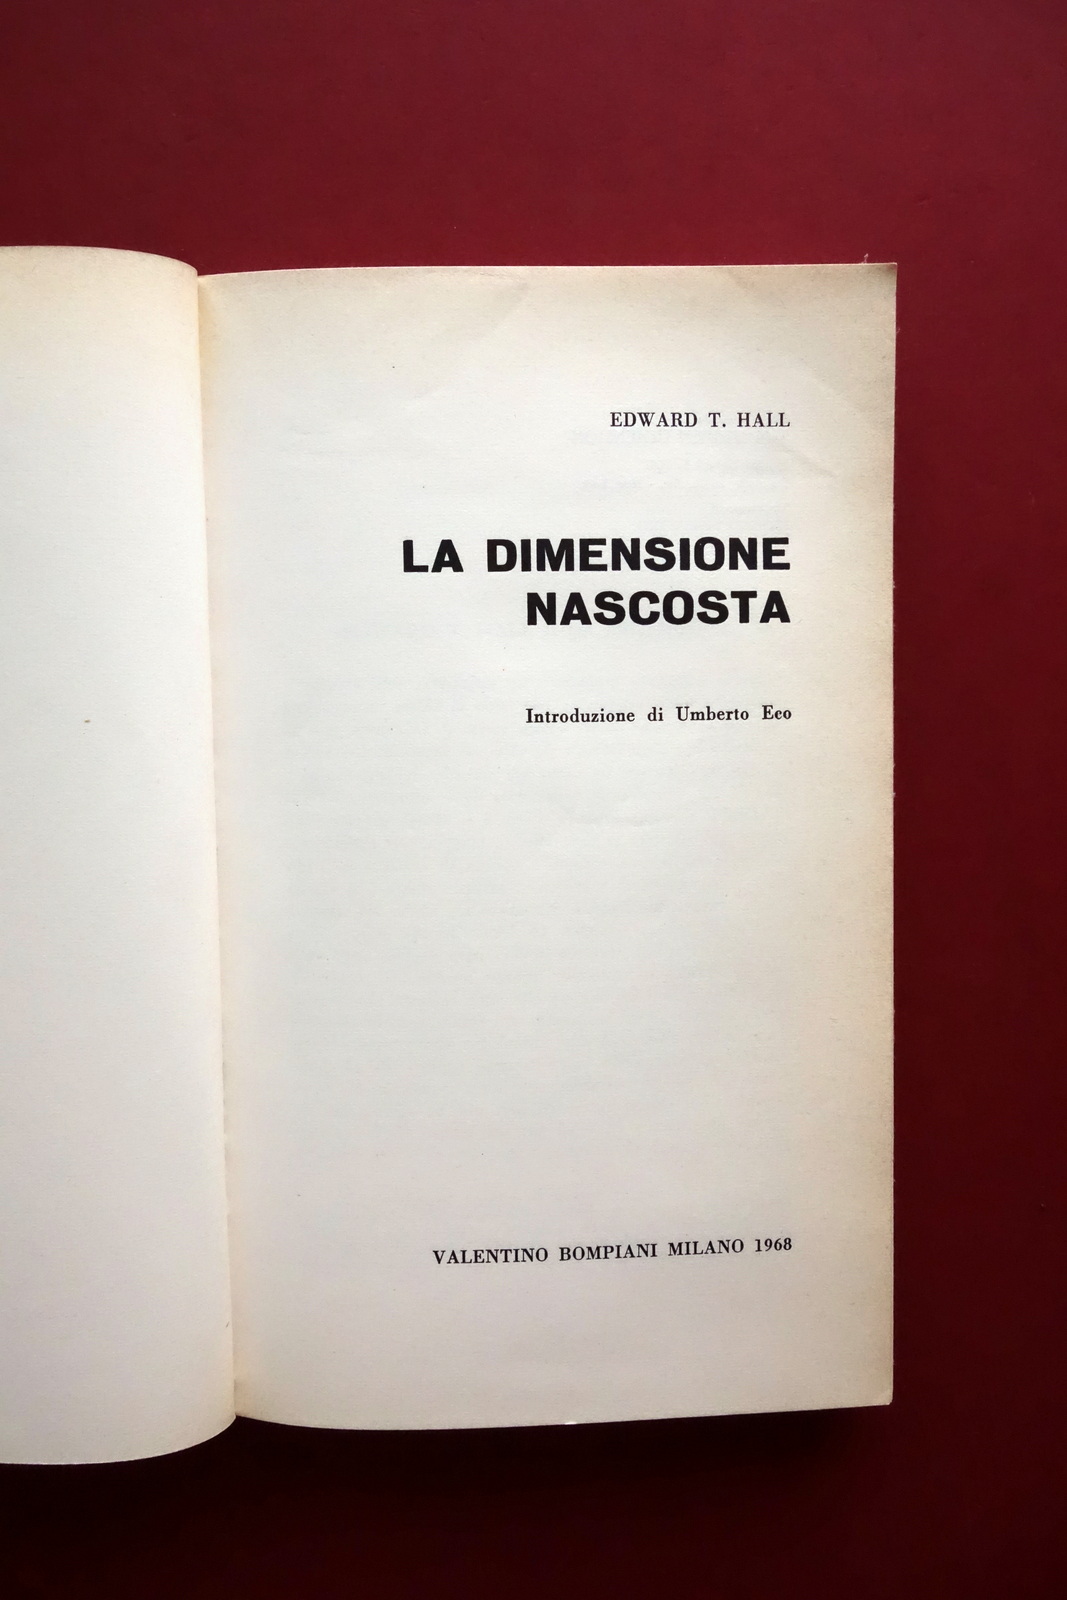 EDWARD T. HALL
LA DIMENSIONE
NASCOSTA
Introduzione di Umberto Eco
VALENTINO BOMPIANI MILANO 1968